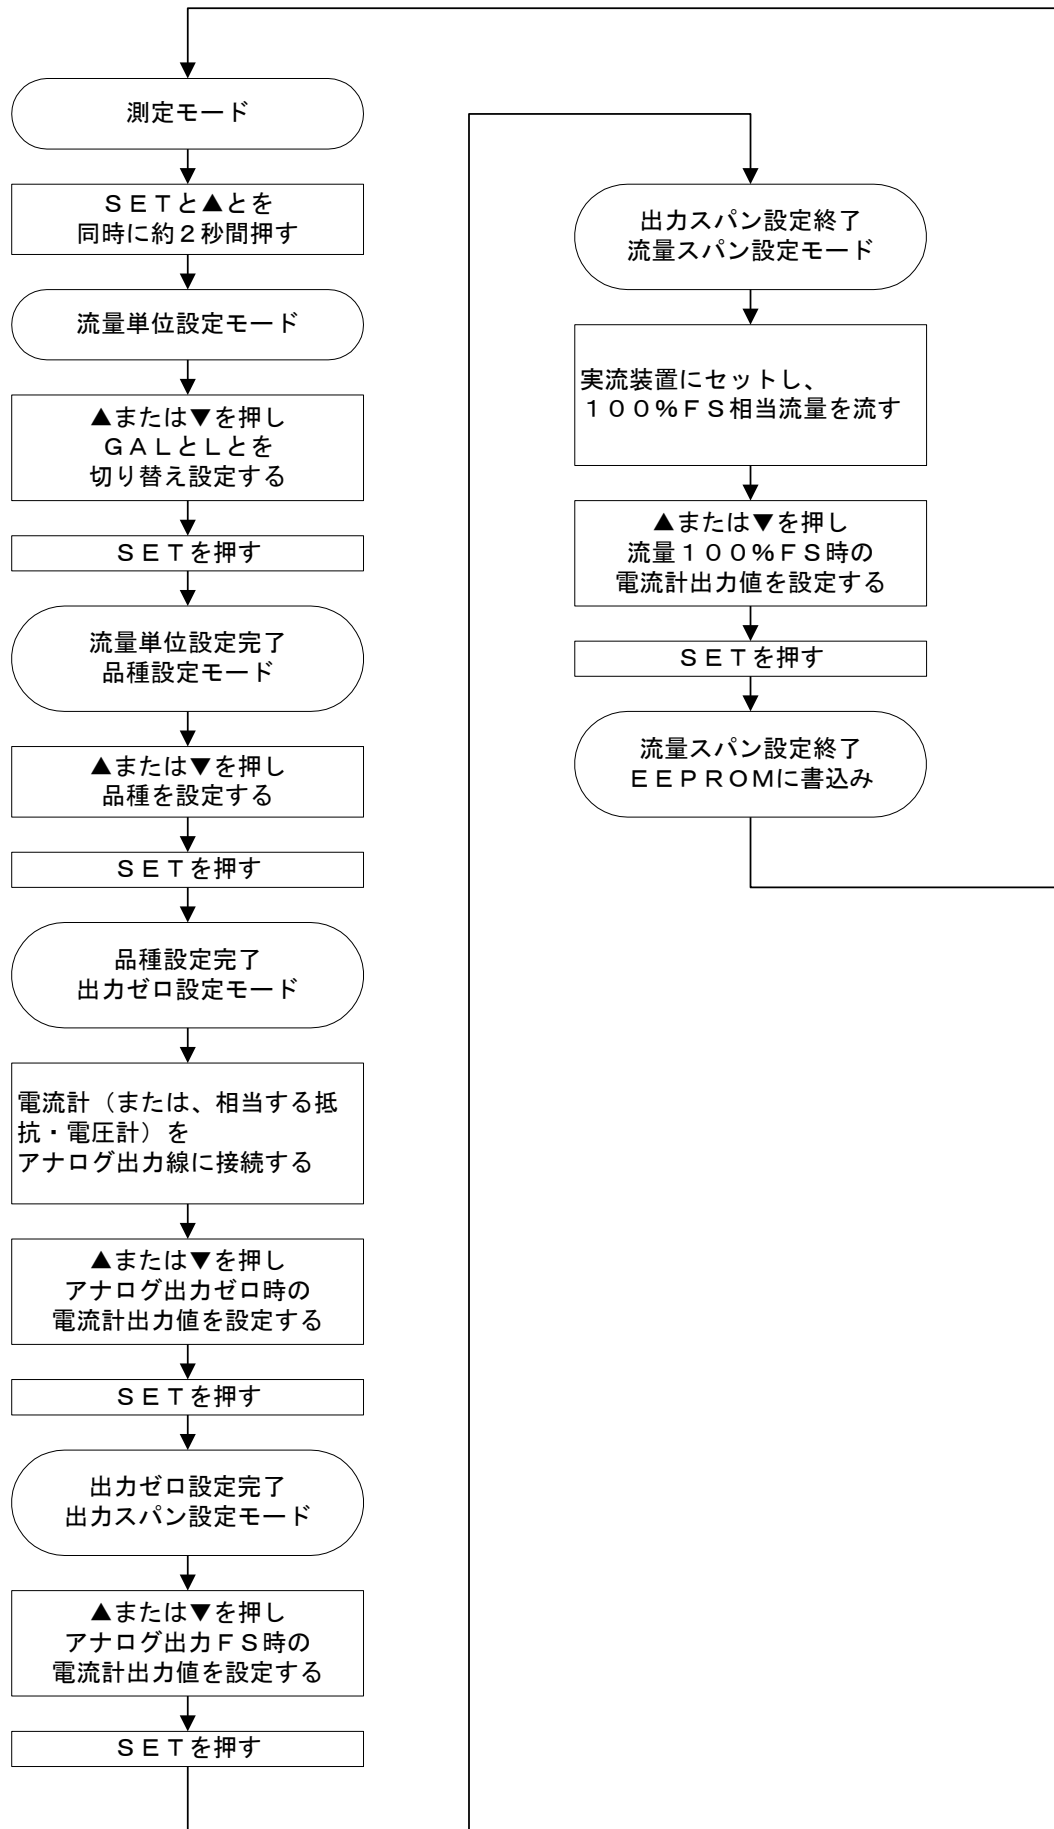 測定モード
ＳＥＴと▲とを
同時に約２秒間押す
流量単位設定モード
▲または▼を押し
ＧＡＬとＬとを
切り替え設定する
ＳＥＴを押す
流量単位設定完了
品種設定モード
▲または▼を押し
品種を設定する
ＳＥＴを押す
品種設定完了
出力ゼロ設定モード
電流計（または、相当する抵
抗・電圧計）を
アナログ出力線に接続する
▲または▼を押し
アナログ出力ゼロ時の
電流計出力値を設定する
ＳＥＴを押す
出力ゼロ設定完了
出力スパン設定モード
▲または▼を押し
アナログ出力ＦＳ時の
電流計出力値を設定する
ＳＥＴを押す
出力スパン設定終了
流量スパン設定モード
実流装置にセットし、
１００％ＦＳ相当流量を流す
▲または▼を押し
流量１００％ＦＳ時の
電流計出力値を設定する
ＳＥＴを押す
流量スパン設定終了
ＥＥＰＲＯＭに書込み